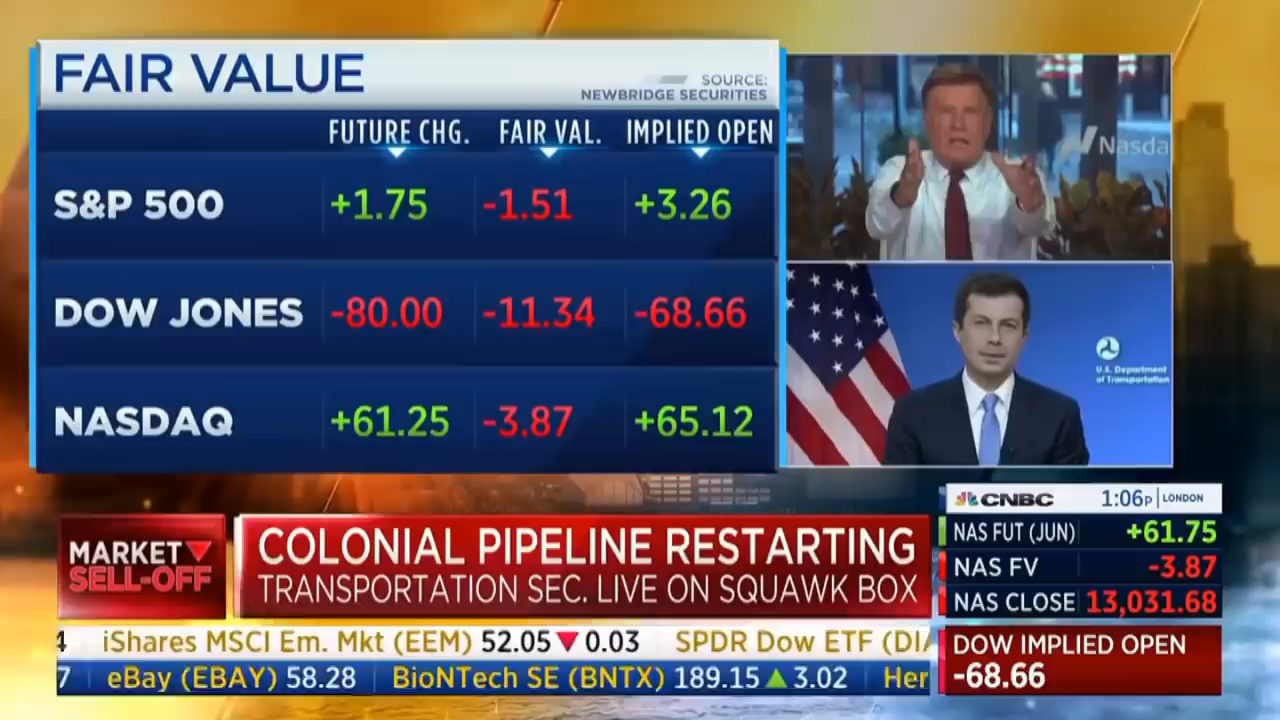 FAIR VALUE
SOURCE:
NEWBRIDGE SECURITIES
FUTURE CHG. FAIR VAL. IMPLIED OPEN
S&P 500 +1.75 -1.51 +3.26
DOW JONES -80.00 -11.34 -68.66
NASDAQ +61.25 -3.87 +65.12
Nasda
U.S. Department
of Transportation
CNBC 1:06P LONDON
NAS FUT (JUN) +61.75
NAS FV -3.87
NAS CLOSE 13,031.68
DOW IMPLIED OPEN
-68.66
MARKET
SELL-OFF
COLONIAL PIPELINE RESTARTING
TRANSPORTATION SEC. LIVE ON SQUAWK BOX
4 iShares MSCI Em. Mkt (EEM) 52.05 ▼ 0.03 SPDR Dow ETF (DIA
7 eBay (EBAY) 58.28 BioNTech SE (BNTX) 189.15 ▲ 3.02 Her